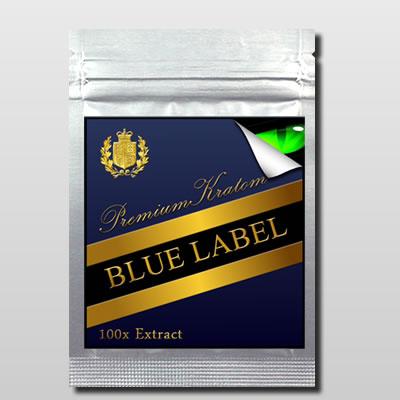 Premium Kratom
BLUE LABEL
100x Extract